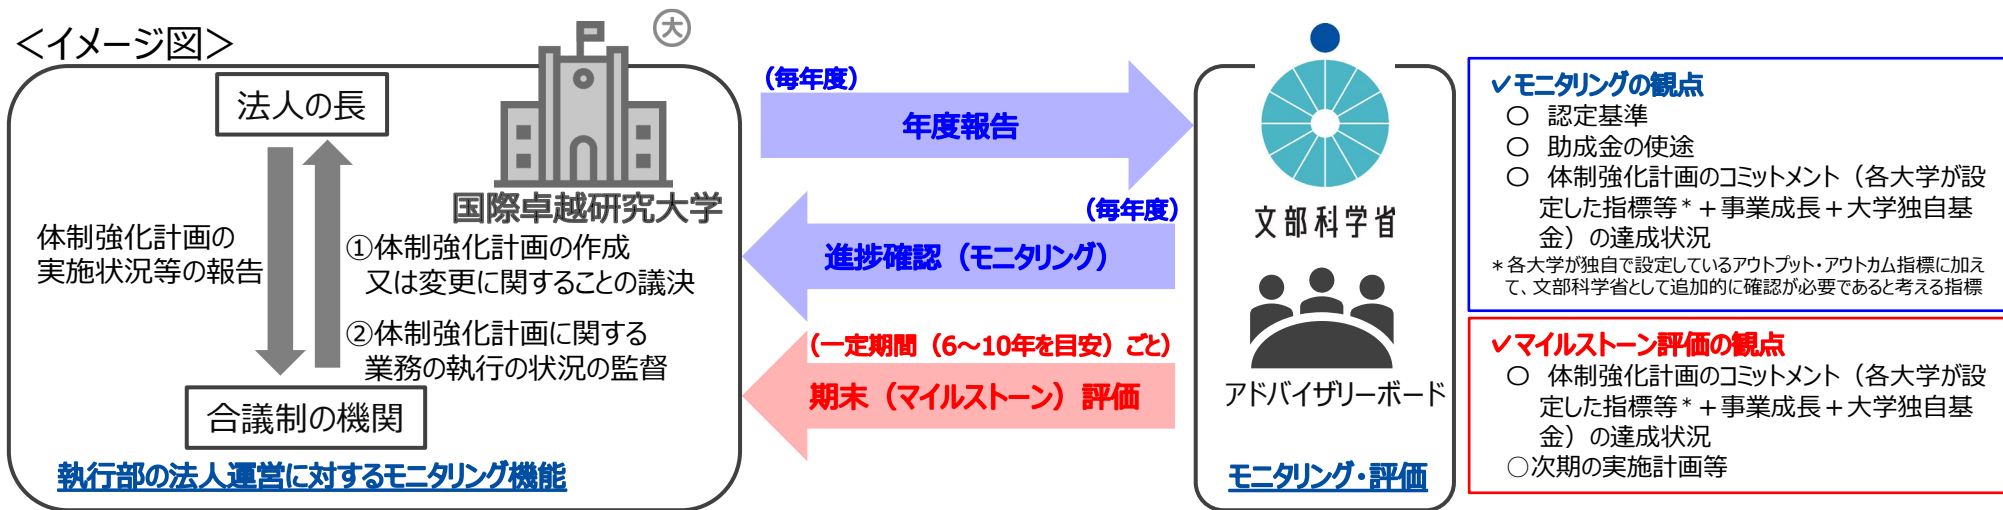 ＜イメージ図＞
法人の長
大
国際卓越研究大学
体制強化計画の
実施状況等の報告
①体制強化計画の作成
又は変更に関することの議決
②体制強化計画に関する
業務の執行の状況の監督
合議制の機関
執行部の法人運営に対するモニタリング機能
（毎年度）
年度報告
（毎年度）
進捗確認（モニタリング）
（一定期間（6～10年を目安）ごと）
期末（マイルストーン）評価
文部科学省
アドバイザリーボード
モニタリング・評価
✓モニタリングの観点
○ 認定基準
○ 助成金の使途
○ 体制強化計画のコミットメント（各大学が設
定した指標等＊＋事業成長＋大学独自基
金）の達成状況
＊各大学が独自で設定しているアウトプット・アウトカム指標に加え
て、文部科学省として追加的に確認が必要であると考える指標
✓マイルストーン評価の観点
○ 体制強化計画のコミットメント（各大学が設
定した指標等＊＋事業成長＋大学独自基
金）の達成状況
○次期の実施計画等